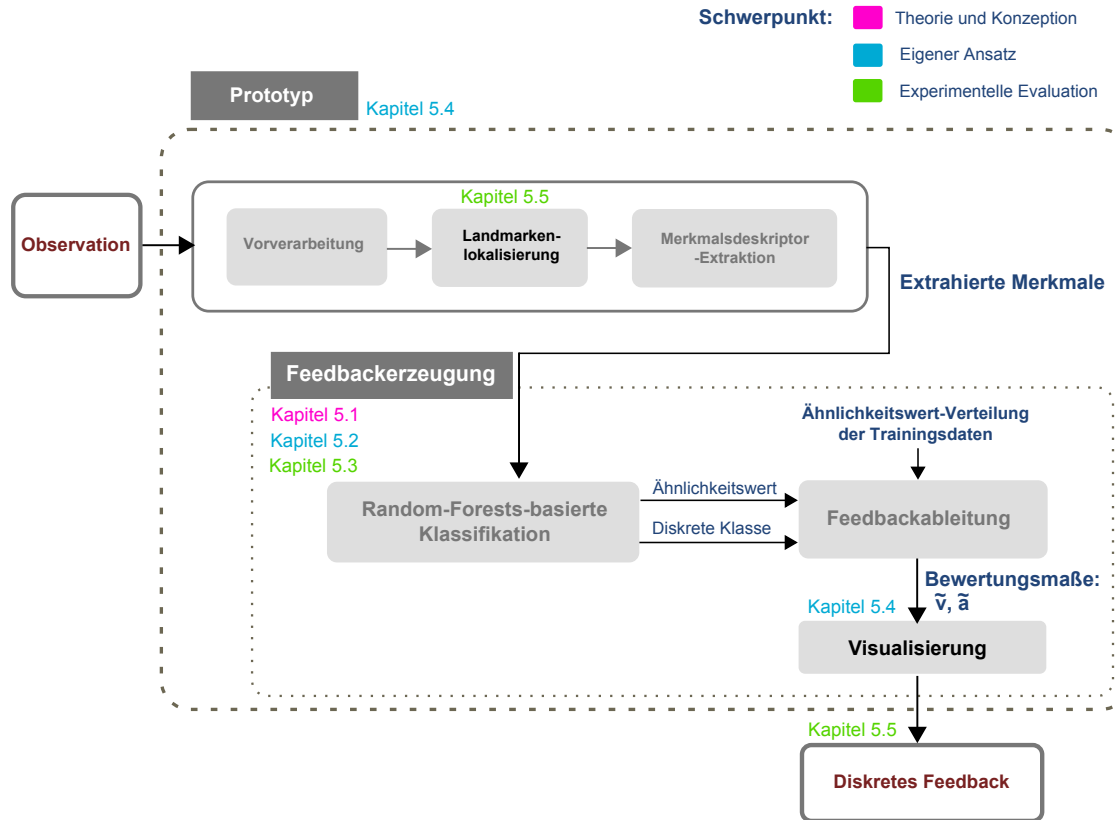 Schwerpunkt:
Theorie und Konzeption
Eigener Ansatz
Experimentelle Evaluation
Prototyp
Kapitel 5.4
Kapitel 5.5
Observation
Vorverarbeitung
Landmarken-
lokalisierung
Merkmalsdeskriptor
-Extraktion
Extrahierte Merkmale
Feedbackerzeugung
Kapitel 5.1
Kapitel 5.2
Kapitel 5.3
Ähnlichkeitswert-Verteilung
der Trainingsdaten
Random-Forests-basierte
Klassifikation
Ähnlichkeitswert
Diskrete Klasse
Feedbackableitung
Bewertungsmaße:
ṽ, ã
Kapitel 5.4
Visualisierung
Kapitel 5.5
Diskretes Feedback